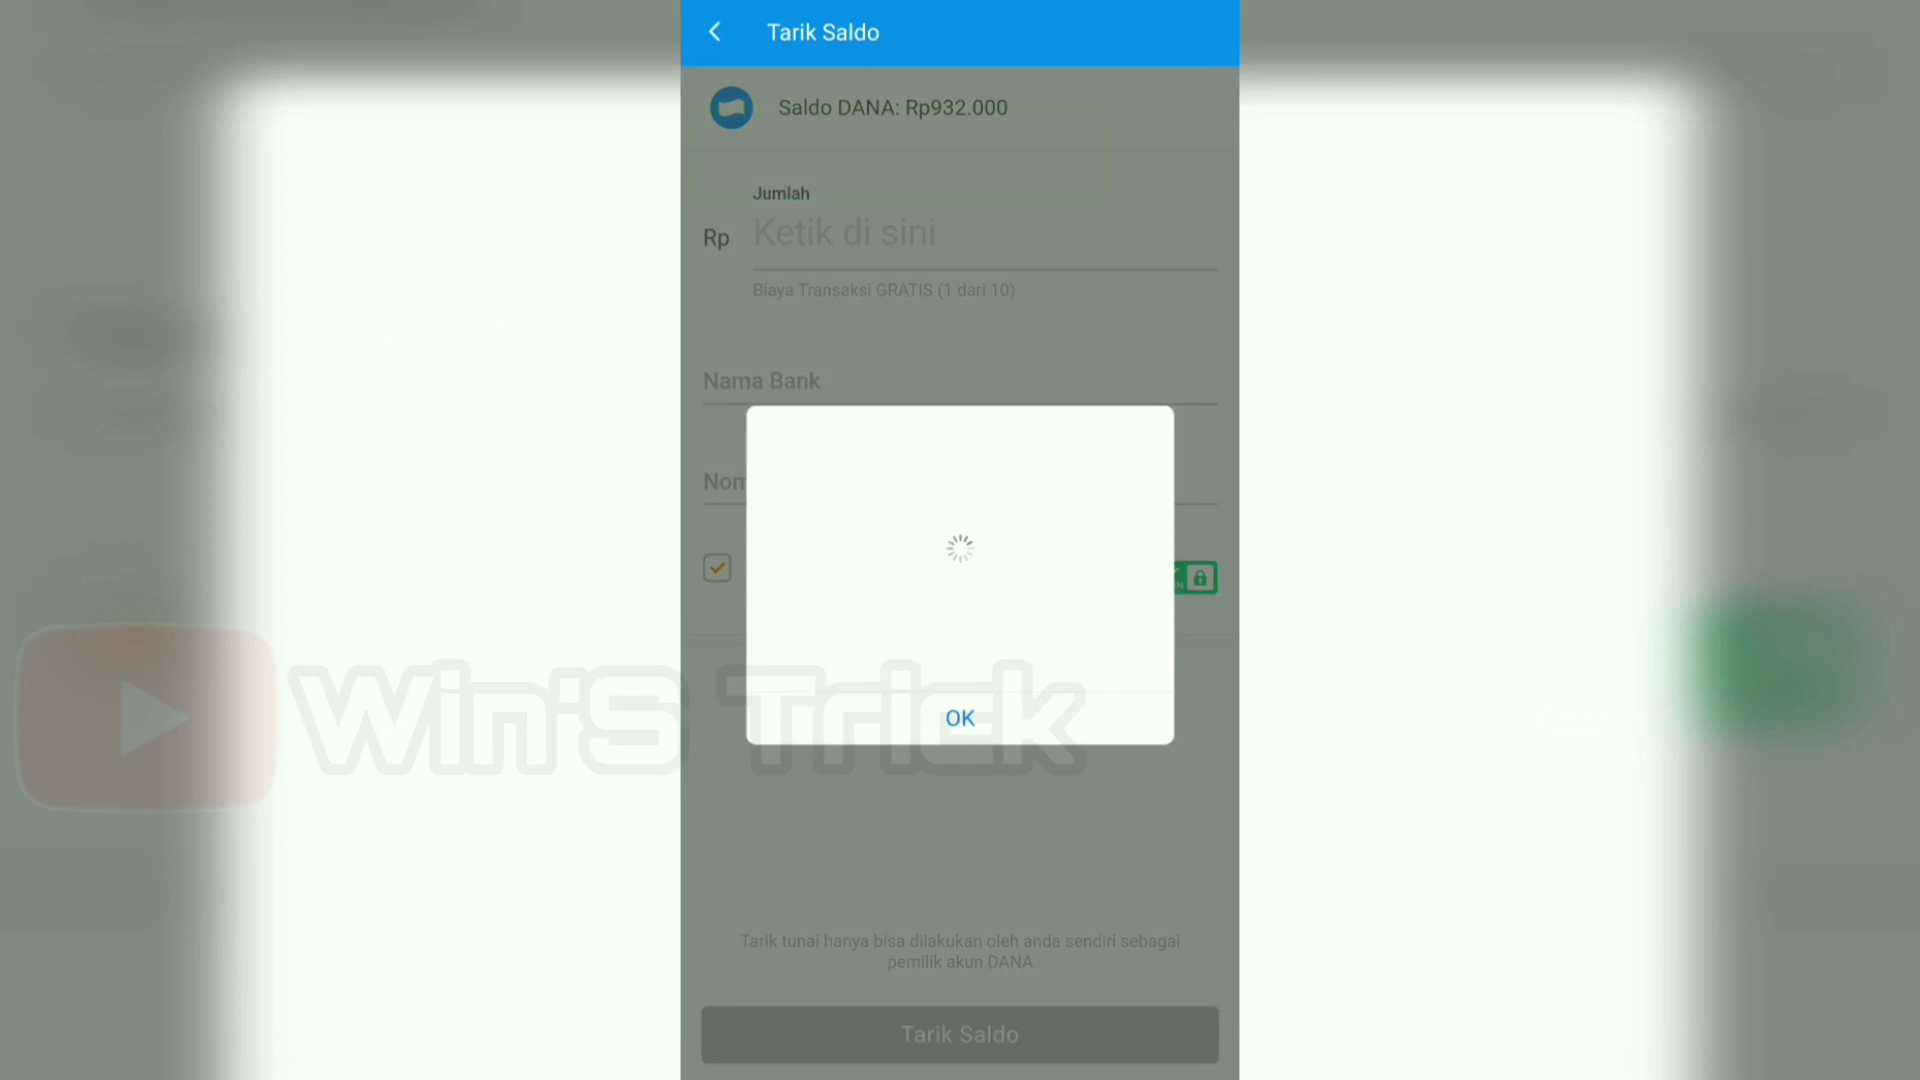 Tarik Saldo
Saldo DANA: Rp932.000
Jumlah
Rp Ketik di sini
Biaya Transaksi GRATIS (1 dari 10)
Nama Bank
Nom
OK
Win'S Trick
Tarik tunai hanya bisa dilakukan oleh anda sendiri sebagai
pemilik akun DANA
Tarik Saldo